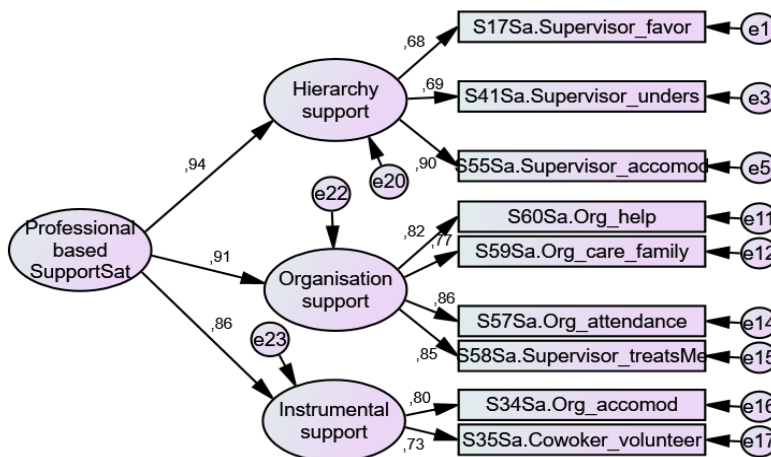 S17Sa.Supervisor_favor
e1
,68
Hierarchy
support
,69
S41Sa.Supervisor_unders
e3
,90
S55Sa.Supervisor_accomod
e5
,94
e20
e22
Professional
based
SupportSat
,91
Organisation
support
,82
S60Sa.Org_help
e11
,77
S59Sa.Org_care_family
e12
,86
S57Sa.Org_attendance
e14
,85
S58Sa.Supervisor_treatsMe
e15
,86
e23
Instrumental
support
,80
S34Sa.Org_accomod
e16
,73
S35Sa.Cowoker_volunteer
e17